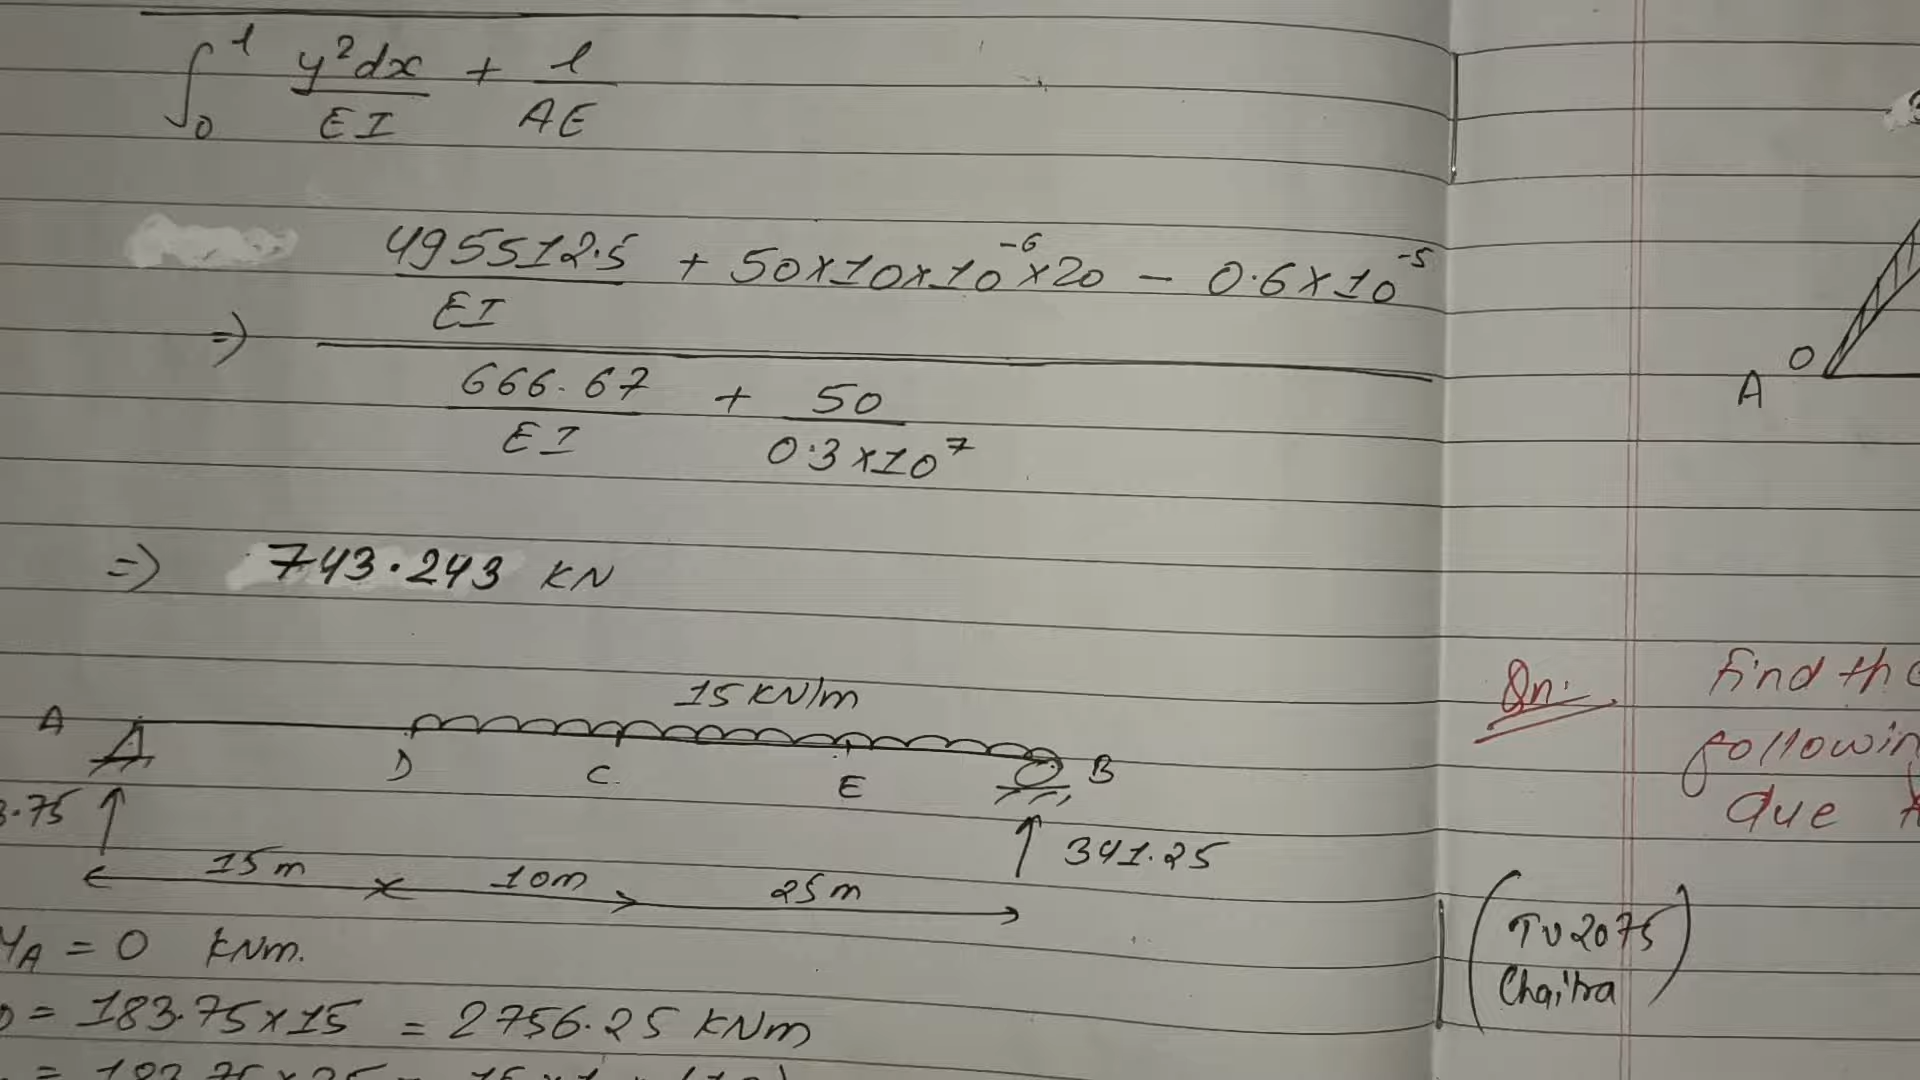 ∫₀ˡ y²dx/EI + l/AE
⇒ (495512.5/EI + 50×10×10⁻⁶×20 − 0.6×10⁻⁵) / (666.67/EI + 50/(0.3×10⁷))
⇒ 743.243 KN
15 KN/m
A D C E B
3.75 ↑ ↑ 341.25
15m 10m 25m
A = 0 KNm.
= 183.75×15 = 2756.25 KNm
O
A
Qn:- Find th
followin
due
(TU 2075
Chaitra)